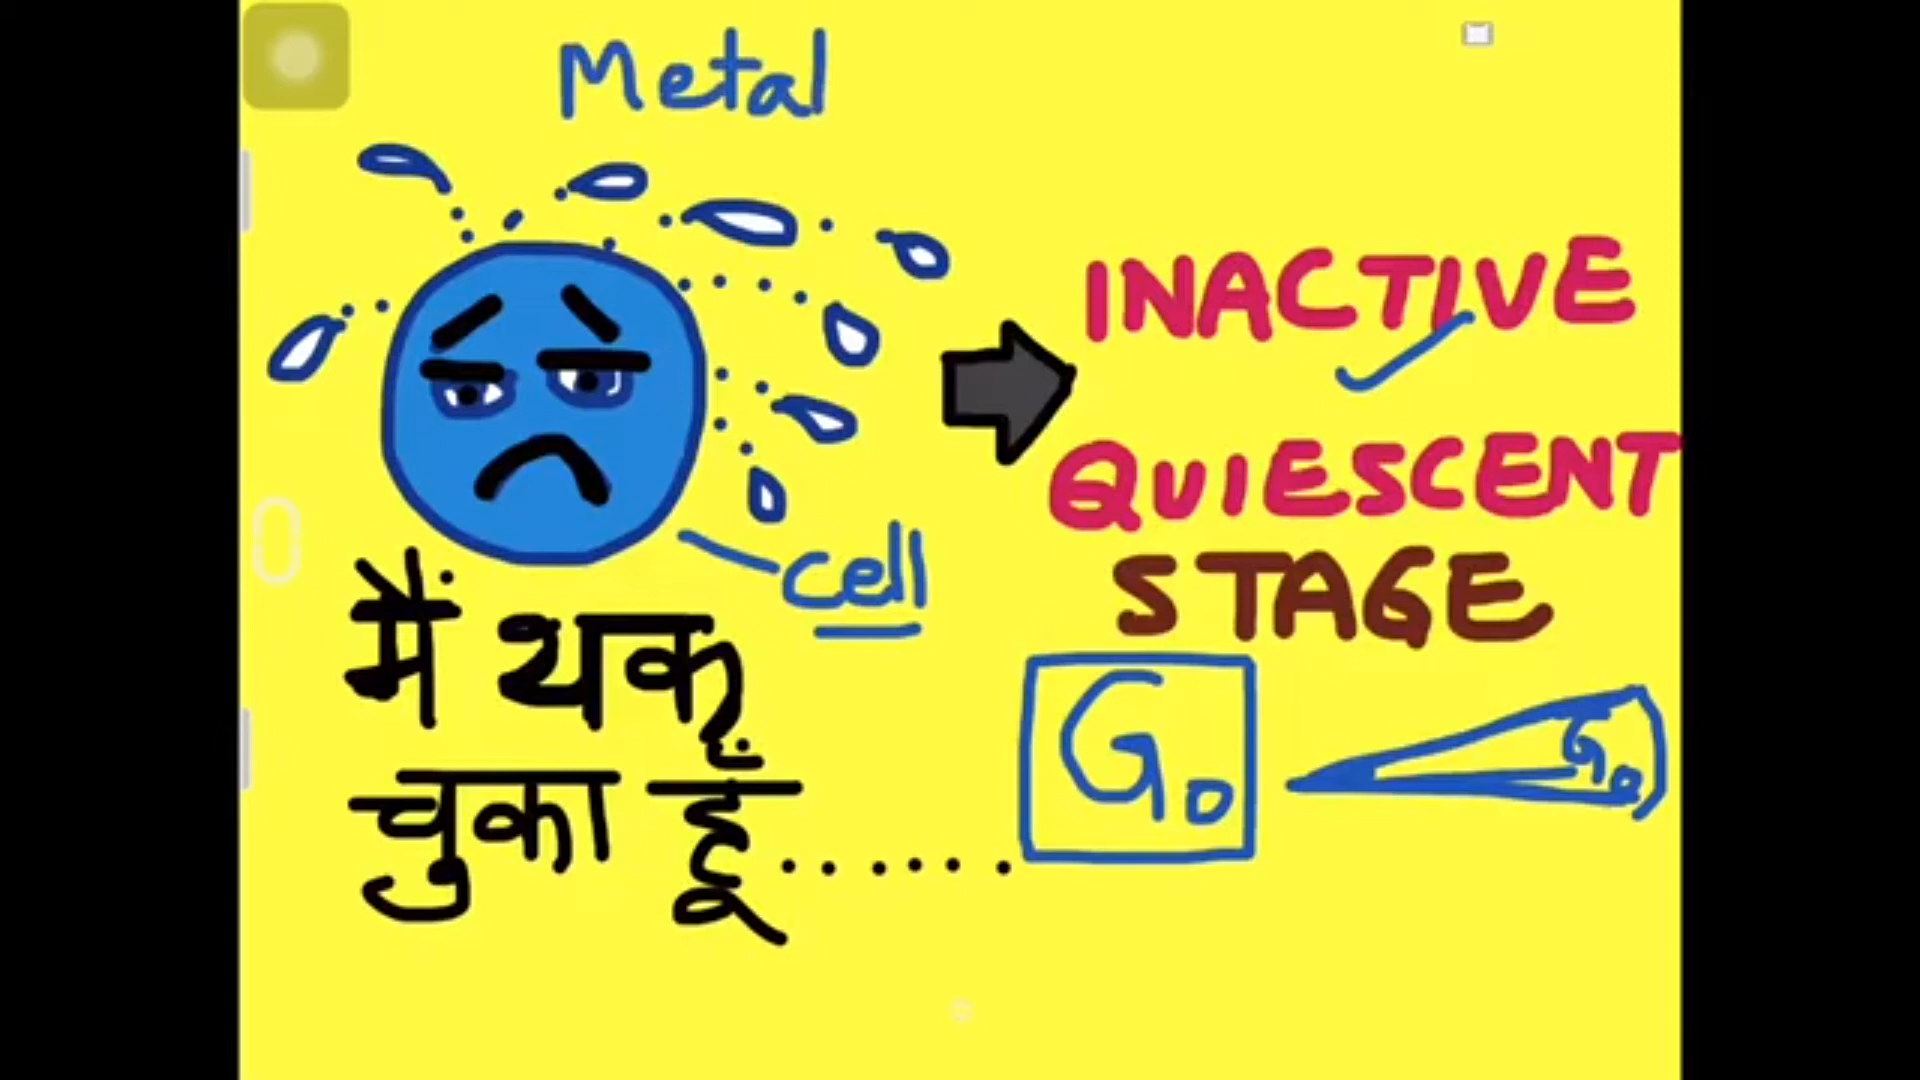 Metal
INACTIVE
QUIESCENT
STAGE
cell
मैं थक
चुका हूँ......
G₀
G₀